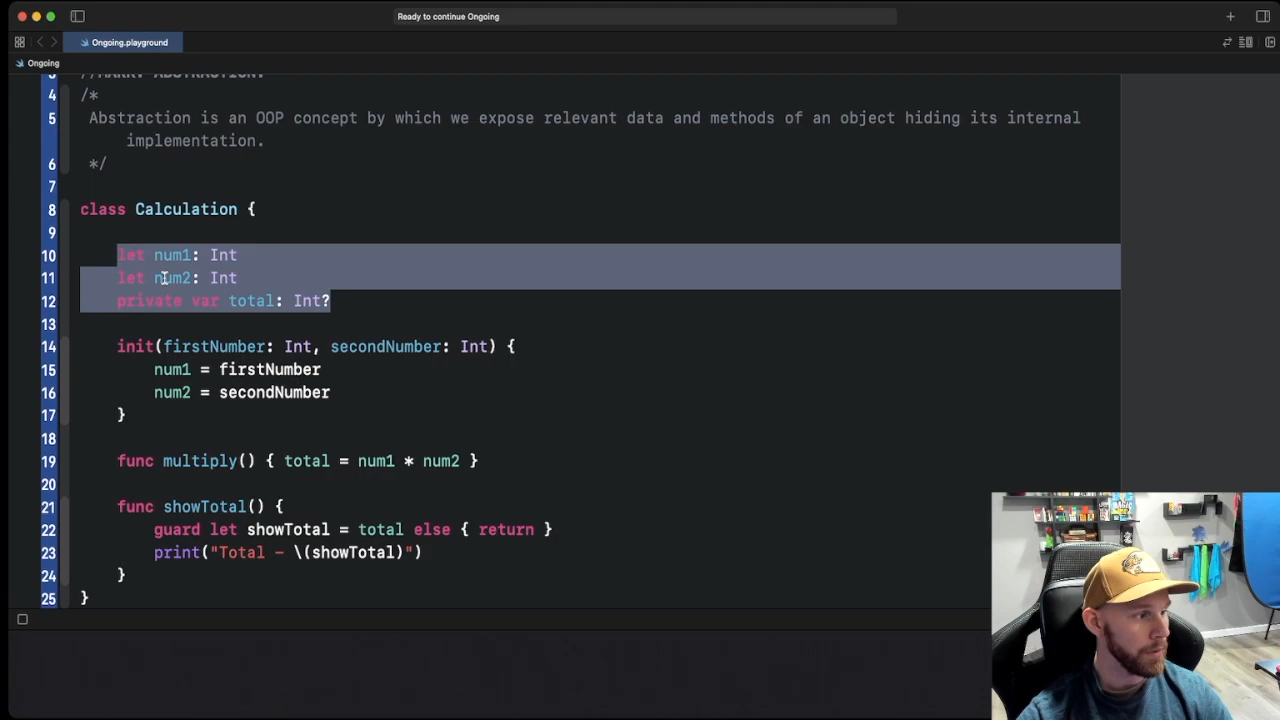 Ready to continue Ongoing
Ongoing.playground
Ongoing
3 //MARK: ABSTRACTION.
4 /*
5 Abstraction is an OOP concept by which we expose relevant data and methods of an object hiding its internal
implementation.
6 */
7
8 class Calculation {
9
10 let num1: Int
11 let num2: Int
12 private var total: Int?
13
14 init(firstNumber: Int, secondNumber: Int) {
15 num1 = firstNumber
16 num2 = secondNumber
17 }
18
19 func multiply() { total = num1 * num2 }
20
21 func showTotal() {
22 guard let showTotal = total else { return }
23 print("Total - \(showTotal)")
24 }
25 }